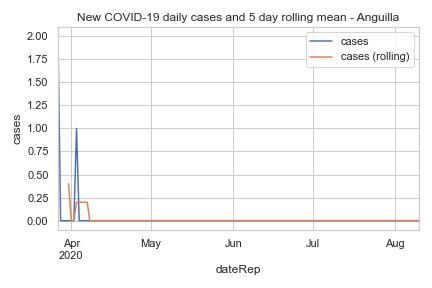 New COVID-19 daily cases and 5 day rolling mean - Anguilla
cases
cases (rolling)
2.00
1.75
1.50
1.25
1.00
0.75
0.50
0.25
0.00
cases
Apr
2020
May
Jun
Jul
Aug
dateRep